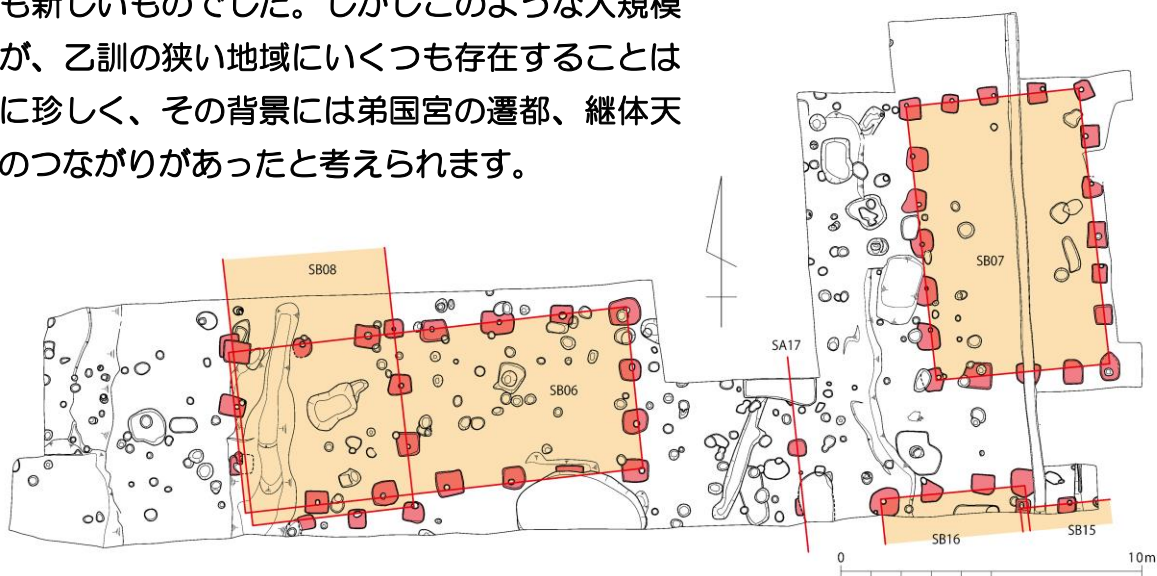 も新しいものでした。しかしこのような大規模
が、乙訓の狭い地域にいくつも存在することは
に珍しく、その背景には弟国宮の遷都、継体天
のつながりがあったと考えられます。
SB08
SB07
SA17
SB06
SB16
SB15
0
10m